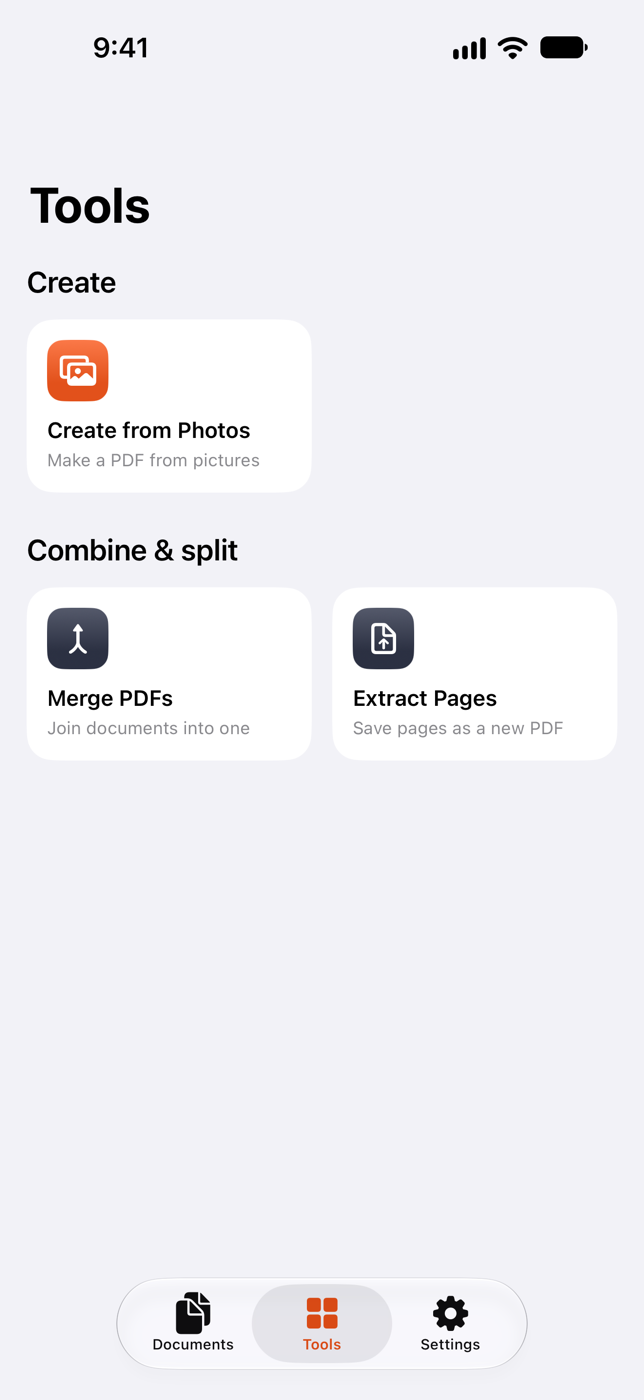 9:41
Tools
Create
Create from Photos
Make a PDF from pictures
Combine & split
Merge PDFs
Join documents into one
Extract Pages
Save pages as a new PDF
Documents
Tools
Settings